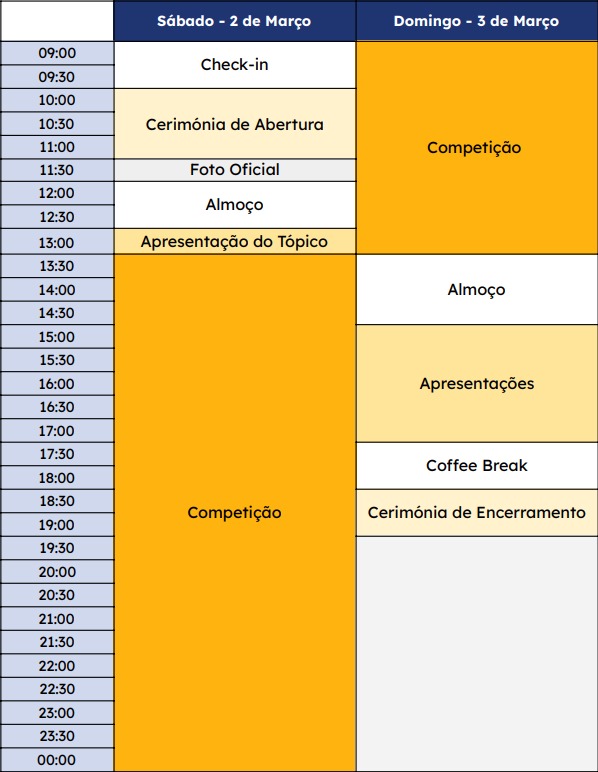 Sábado - 2 de Março Domingo - 3 de Março
09:00
Check-in
09:30
10:00
10:30 Cerimónia de Abertura
11:00 Competição
11:30 Foto Oficial
12:00
Almoço
12:30
13:00 Apresentação do Tópico
13:30
14:00 Almoço
14:30
15:00
15:30
16:00 Apresentações
16:30
17:00
17:30
Coffee Break
18:00
18:30
Competição Cerimónia de Encerramento
19:00
19:30
20:00
20:30
21:00
21:30
22:00
22:30
23:00
23:30
00:00